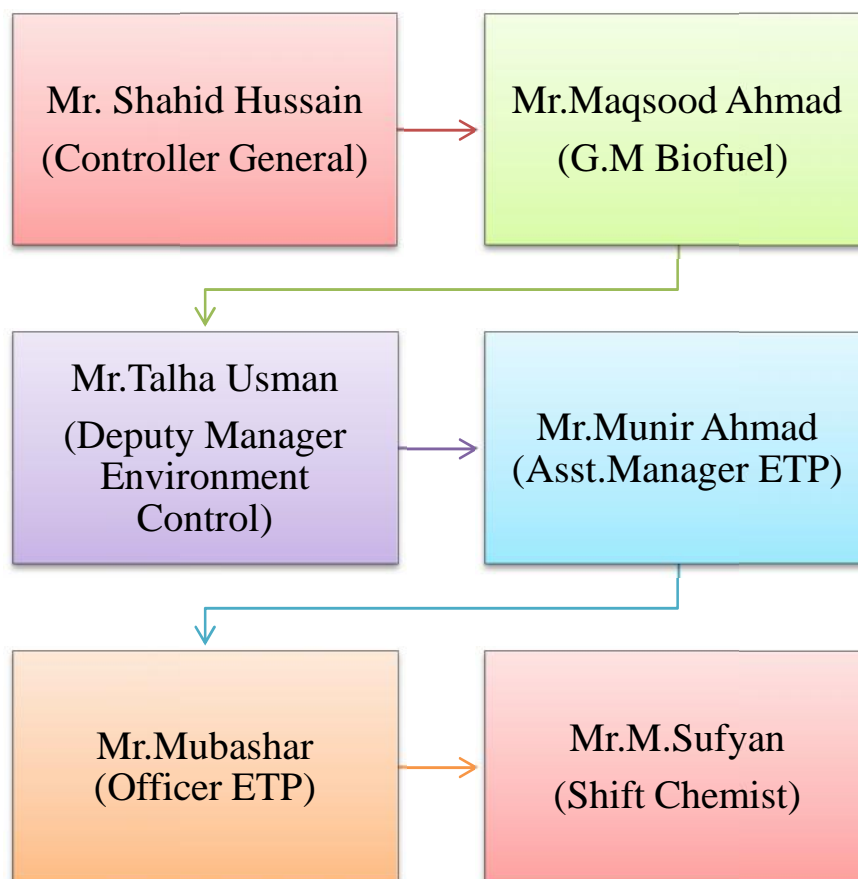 Mr. Shahid Hussain
(Controller General)
Mr.Maqsood Ahmad
(G.M Biofuel)
Mr.Talha Usman
(Deputy Manager
Environment
Control)
Mr.Munir Ahmad
(Asst.Manager ETP)
Mr.Mubashar
(Officer ETP)
Mr.M.Sufyan
(Shift Chemist)